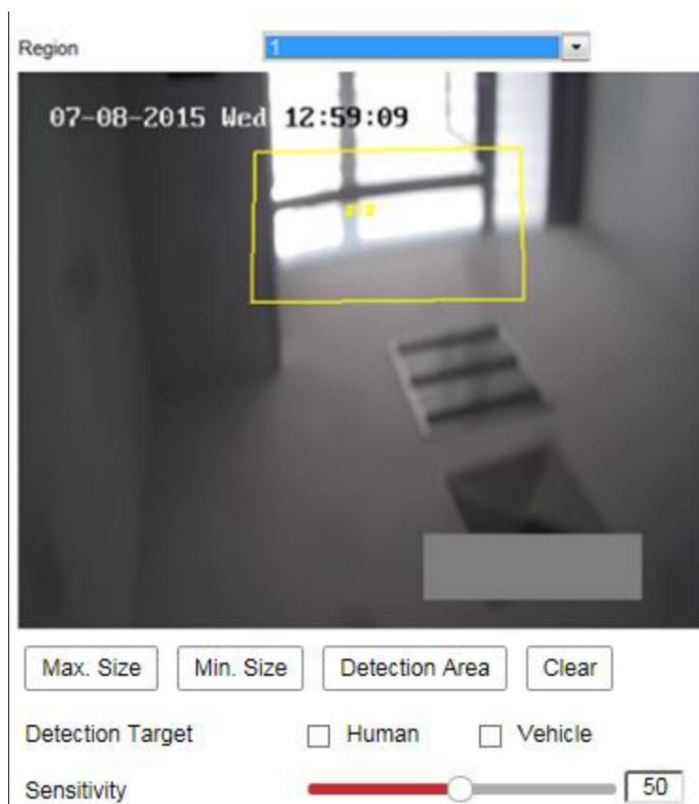 Region 1
07-08-2015 Wed 12:59:09
Max. Size Min. Size Detection Area Clear
Detection Target Human Vehicle
Sensitivity 50